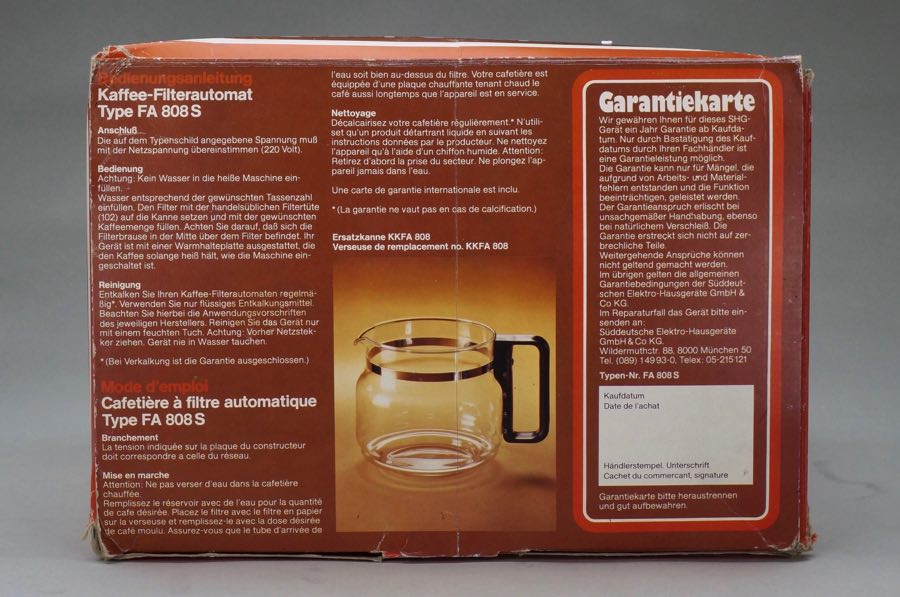 Bedienungsanleitung
Kaffee-Filterautomat
Type FA 808 S
Anschluß
Die auf dem Typenschild angegebene Spannung muß
mit der Netzspannung übereinstimmen (220 Volt).
Bedienung
Achtung: Kein Wasser in die heiße Maschine ein-
füllen.
Wasser entsprechend der gewünschten Tassenzahl
einfüllen. Den Filter mit der handelsüblichen Filtertüte
(102) auf die Kanne setzen und mit der gewünschten
Kaffeemenge füllen. Achten Sie darauf, daß sich die
Filterbrause in der Mitte über dem Filter befindet. Ihr
Gerät ist mit einer Warmhalteplatte ausgestattet, die
den Kaffee solange heiß hält, wie die Maschine ein-
geschaltet ist.
Reinigung
Entkalken Sie Ihren Kaffee-Filterautomaten regelmä-
ßig*. Verwenden Sie nur flüssiges Entkalkungsmittel.
Beachten Sie hierbei die Anwendungsvorschriften
des jeweiligen Herstellers. Reinigen Sie das Gerät nur
mit einem feuchten Tuch. Achtung: Vorher Netzstek-
ker ziehen. Gerät nie in Wasser tauchen.
*(Bei Verkalkung ist die Garantie ausgeschlossen.)
Mode d'emploi
Cafetière à filtre automatique
Type FA 808 S
Branchement
La tension indiquée sur la plaque du constructeur
doit correspondre a celle du réseau.
Mise en marche
Attention: Ne pas verser d'eau dans la cafetière
chauffée.
Remplissez le réservoir avec de l'eau pour la quantité
de cafe désirée. Placez le filtre avec le filtre en papier
sur la verseuse et remplissez-le avec la dose désirée
de café moulu. Assurez-vous que le tube d'arrivée de
l'eau soit bien au-dessus du filtre. Votre cafetière est
équipée d'une plaque chauffante tenant chaud le
café aussi longtemps que l'appareil est en service.
Nettoyage
Décalcairisez votre cafetière régulièrement.* N'utili-
set qu'un produit détartrant liquide en suivant les
instructions données par le producteur. Ne nettoyez
l'appareil qu'à l'aide d'un chiffon humide. Attention:
Retirez d'abord la prise du secteur. Ne plongez l'ap-
pareil jamais dans l'eau.
Une carte de garantie internationale est inclu.
*(La garantie ne vaut pas en cas de calcification.)
Ersatzkanne KKFA 808
Verseuse de remplacement no. KKFA 808
Garantiekarte
Wir gewähren Ihnen für dieses SHG-
Gerät ein Jahr Garantie ab Kaufda-
tum. Nur durch Bestätigung des Kauf-
datums durch Ihren Fachhändler ist
eine Garantieleistung möglich.
Die Garantie kann nur für Mängel, die
aufgrund von Arbeits- und Material-
fehlern entstanden und die Funktion
beeinträchtigen, geleistet werden.
Der Garantieanspruch erlischt bei
unsachgemäßer Handhabung, ebenso
bei natürlichem Verschleiß. Die
Garantie erstreckt sich nicht auf zer-
brechliche Teile.
Weitergehende Ansprüche können
nicht geltend gemacht werden.
Im übrigen gelten die allgemeinen
Garantiebedingungen der Süddeut-
schen Elektro-Hausgeräte GmbH &
Co KG.
Im Reparaturfall das Gerät bitte ein-
senden an:
Süddeutsche Elektro-Hausgeräte
GmbH & Co KG.
Wildermuthstr. 88, 8000 München 50
Tel. (089) 149 93-0, Telex: 05-215 121
Typen-Nr. FA 808 S
Kaufdatum
Date de l'achat
Händlerstempel. Unterschrift
Cachet du commercant, signature
Garantiekarte bitte heraustrennen
und gut aufbewahren.